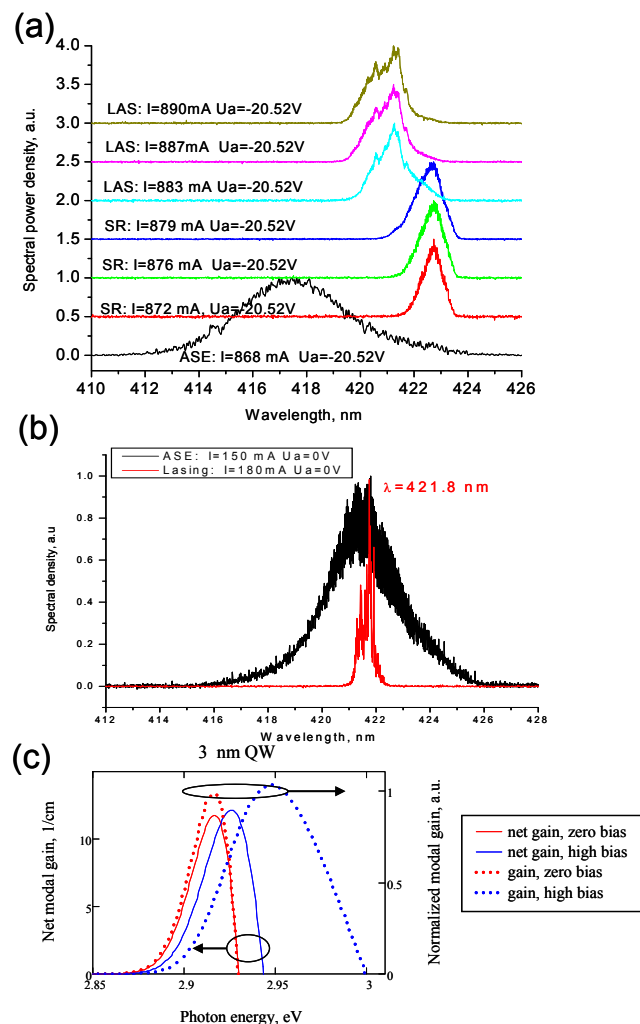 (a)
4.0
3.5
3.0
2.5
2.0
1.5
1.0
0.5
0.0
Spectral power density, a.u.
LAS: I=890mA Ua=-20.52V
LAS: I=887mA Ua=-20.52V
LAS: I=883 mA Ua=-20.52V
SR: I=879 mA Ua=-20.52V
SR: I=876 mA Ua=-20.52V
SR: I=872 mA, Ua=-20.52V
ASE: I=868 mA Ua=-20.52V
410 412 414 416 418 420 422 424 426
Wavelength, nm
(b)
ASE: I=150 mA Ua=0V
Lasing: I=180mA Ua=0V
λ=421.8 nm
1.0
0.8
0.6
0.4
0.2
0.0
Spectral density, a.u
412 414 416 418 420 422 424 426 428
Wavelength, nm
(c)
3 nm QW
Net modal gain, 1/cm
10
5
0
1
0.5
0
Normalized modal gain, a.u.
2.85 2.9 2.95 3
Photon energy, eV
net gain, zero bias
net gain, high bias
gain, zero bias
gain, high bias